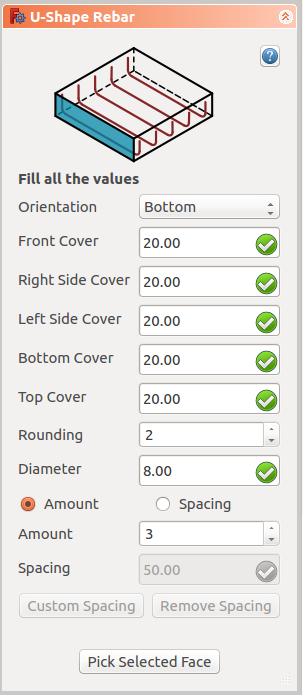 U-Shape Rebar
?
Fill all the values
Orientation Bottom
Front Cover 20.00
Right Side Cover 20.00
Left Side Cover 20.00
Bottom Cover 20.00
Top Cover 20.00
Rounding 2
Diameter 8.00
Amount Spacing
Amount 3
Spacing 50.00
Custom Spacing Remove Spacing
Pick Selected Face